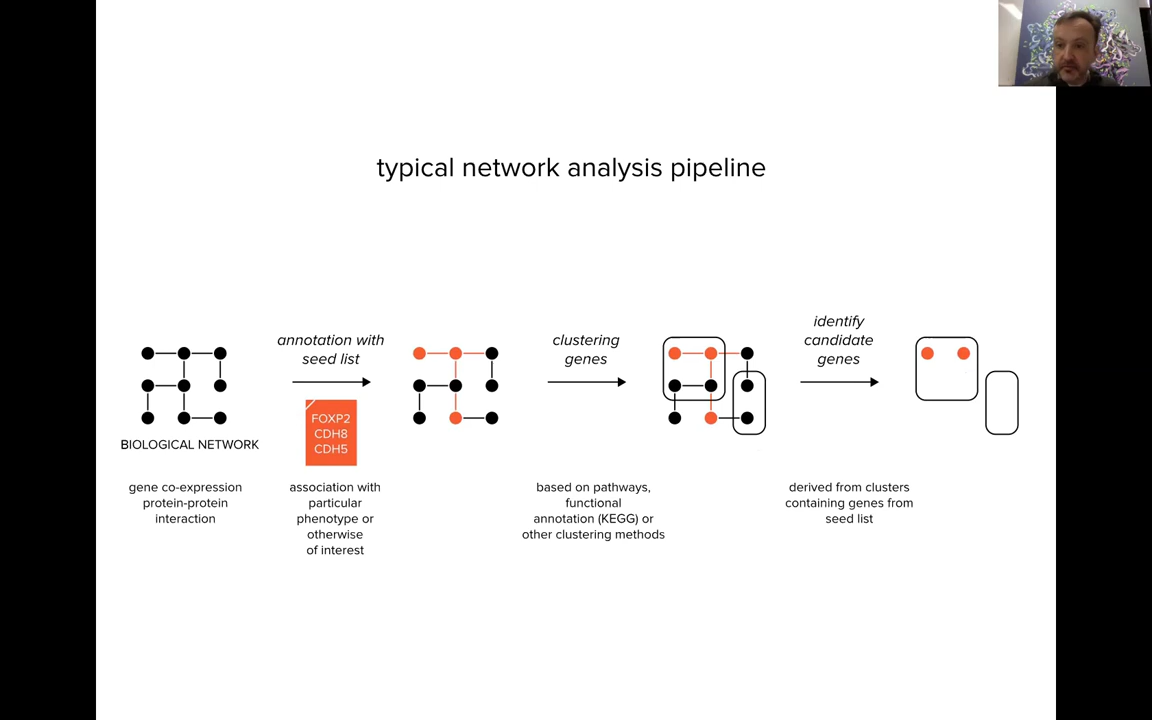 typical network analysis pipeline
annotation with
seed list
clustering
genes
identify
candidate
genes
FOXP2
CDH8
CDH5
BIOLOGICAL NETWORK
gene co-expression
protein-protein
interaction
association with
particular
phenotype or
otherwise
of interest
based on pathways,
functional
annotation (KEGG) or
other clustering methods
derived from clusters
containing genes from
seed list